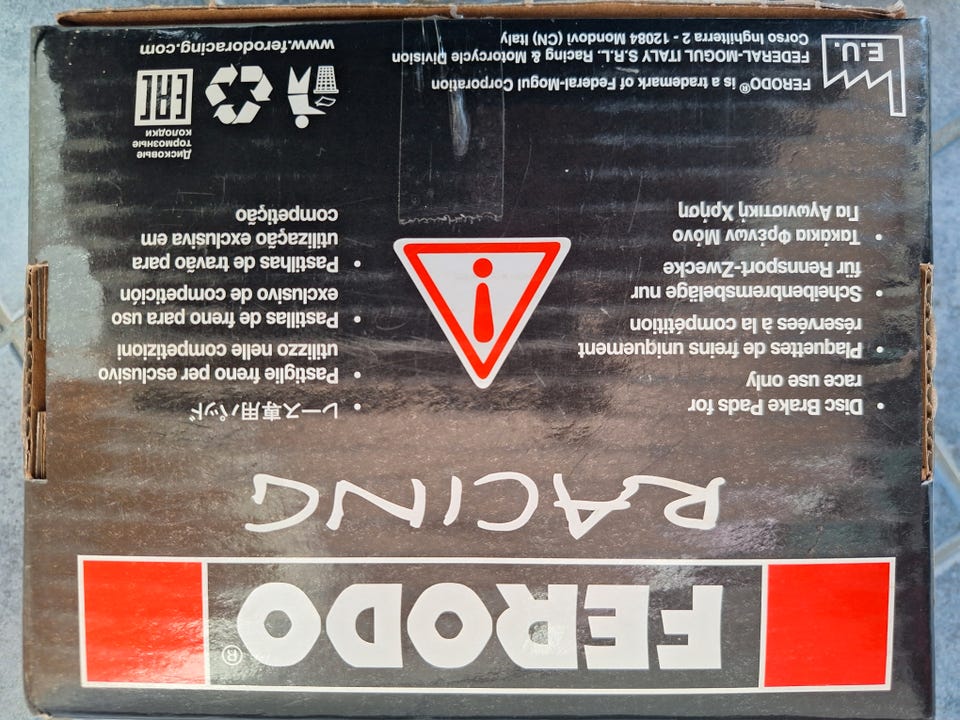 FERODO®
RACING
• Disc Brake Pads for
race use only
• Plaquettes de freins uniquement
réservées à la compétition
• Scheibenbremsbeläge nur
für Rennsport-Zwecke
• Τακάκια Φρένων Μόνο
Για Αγωνιστική Χρήση
• レース専用パッド
• Pastiglie freno per esclusivo
utilizzo nelle competizioni
• Pastillas de freno para uso
exclusivo de competición
• Pastilhas de travão para
utilização exclusiva em
competição
E.U.
FERODO® is a trademark of Federal-Mogul Corporation
FEDERAL-MOGUL ITALY S.R.L. Racing & Motorcycle Division
Corso Inghilterra 2 - 12084 Mondovì (CN) Italy
Дисковые
тормозные
колодки
EAC
www.ferodoracing.com